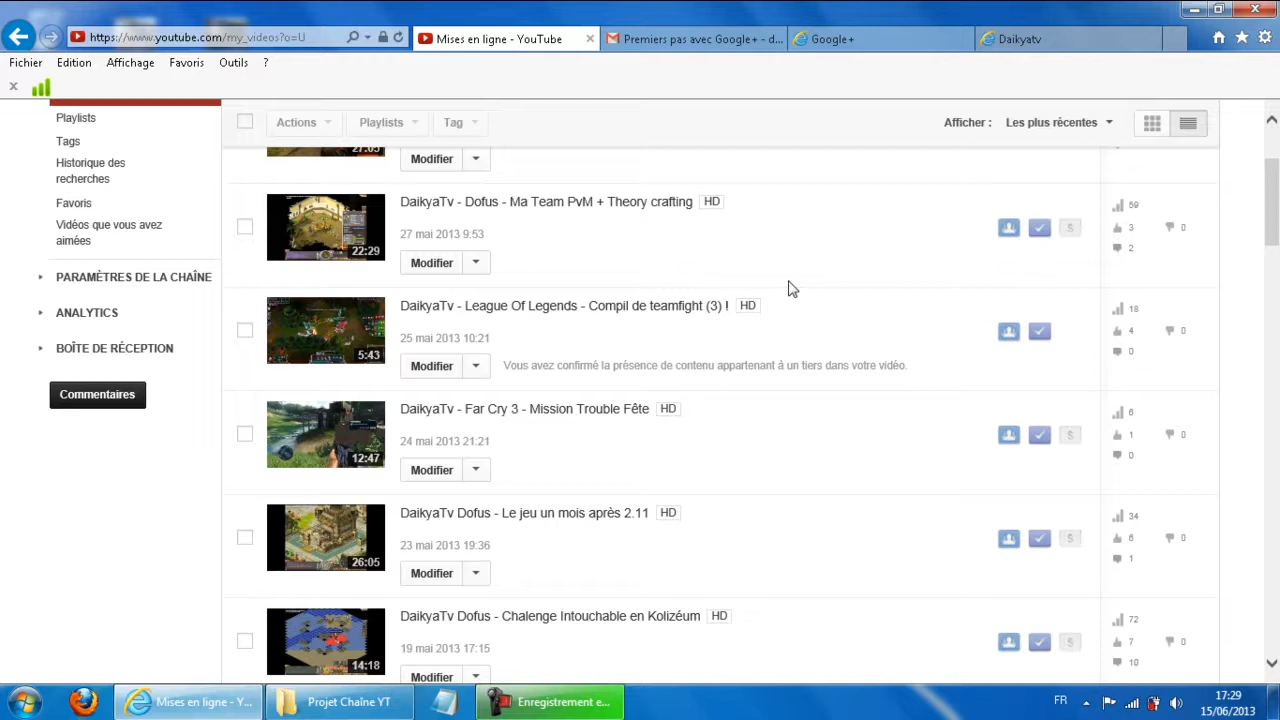 https://www.youtube.com/my_videos?o=U
Mises en ligne - YouTube
Premiers pas avec Google+ - d...
Google+
Daikyatv
Fichier Edition Affichage Favoris Outils ?
Playlists
Tags
Historique des
recherches
Favoris
Vidéos que vous avez
aimées
PARAMÈTRES DE LA CHAÎNE
ANALYTICS
BOÎTE DE RÉCEPTION
Commentaires
Actions Playlists Tag
Afficher : Les plus récentes
27:05
Modifier
DaikyaTv - Dofus - Ma Team PvM + Theory crafting HD
27 mai 2013 9:53
22:29
Modifier
$
59
3 0
2
DaikyaTv - League Of Legends - Compil de teamfight (3) ! HD
25 mai 2013 10:21
5:43
Modifier
Vous avez confirmé la présence de contenu appartenant à un tiers dans votre vidéo.
18
4 0
0
DaikyaTv - Far Cry 3 - Mission Trouble Fête HD
24 mai 2013 21:21
12:47
Modifier
$
6
1 0
0
DaikyaTv Dofus - Le jeu un mois après 2.11 HD
23 mai 2013 19:36
26:05
Modifier
$
34
6 0
1
DaikyaTv Dofus - Chalenge Intouchable en Kolizéum HD
19 mai 2013 17:15
14:18
Modifier
$
72
7 0
10
Mises en ligne - Y...
Projet Chaîne YT
Enregistrement e...
FR
17:29
15/06/2013